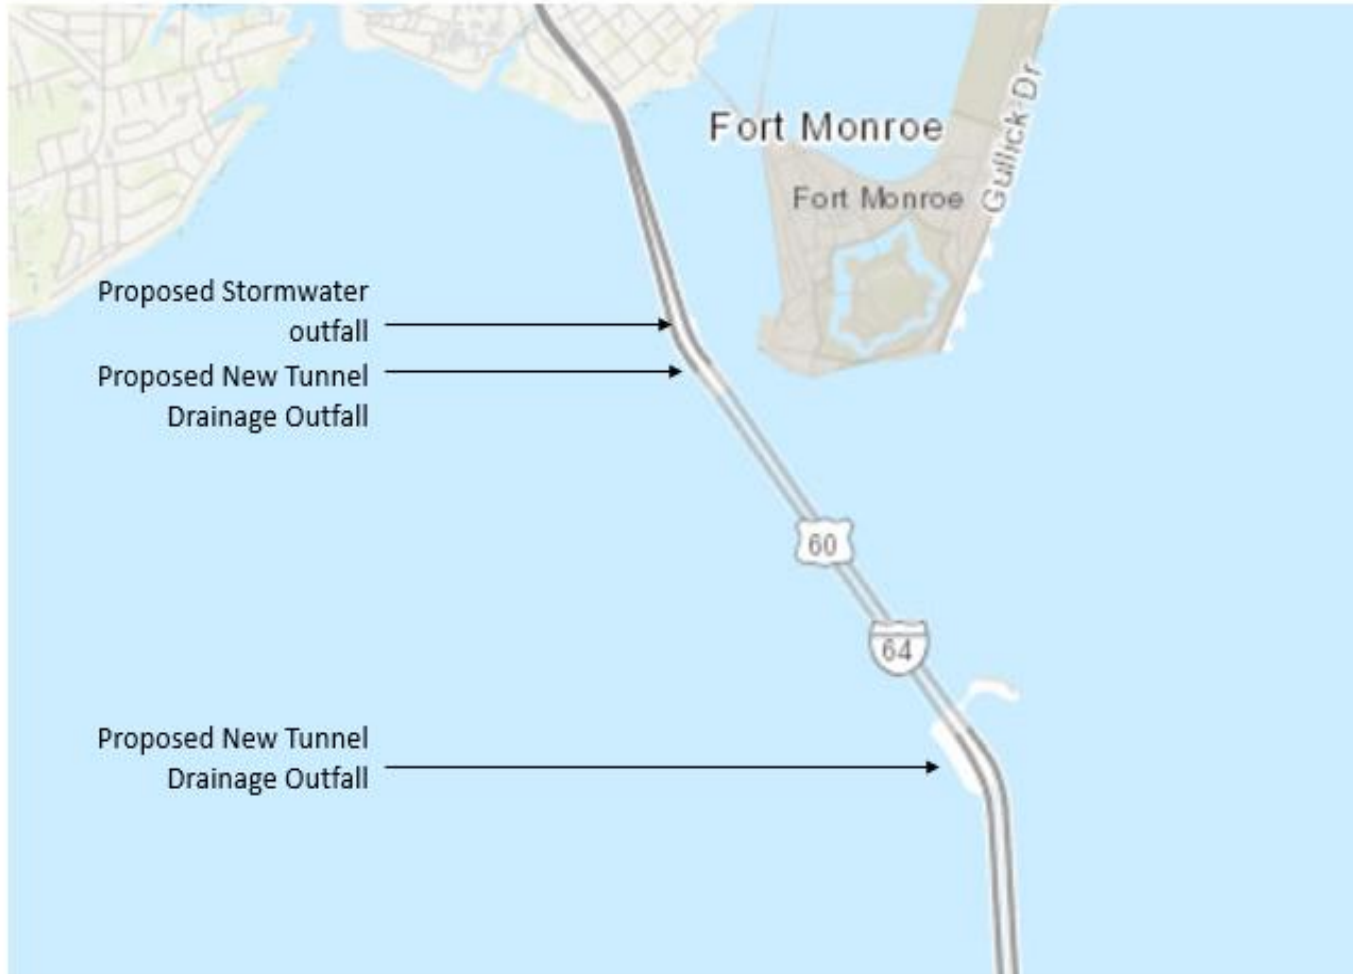 Fort Monroe
Fort Monroe
Gullick Dr
Proposed Stormwater
outfall
Proposed New Tunnel
Drainage Outfall
60
64
Proposed New Tunnel
Drainage Outfall